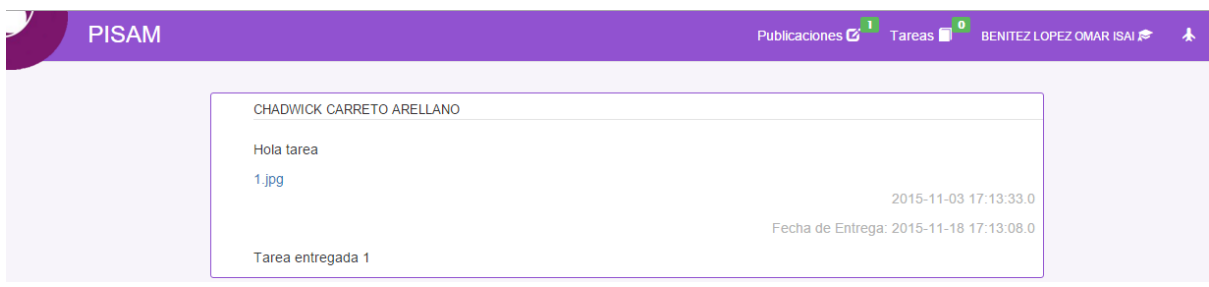 PISAM Publicaciones 1 Tareas 0 BENITEZ LOPEZ OMAR ISAI
CHADWICK CARRETO ARELLANO
Hola tarea
1.jpg
2015-11-03 17:13:33.0
Fecha de Entrega: 2015-11-18 17:13:08.0
Tarea entregada 1